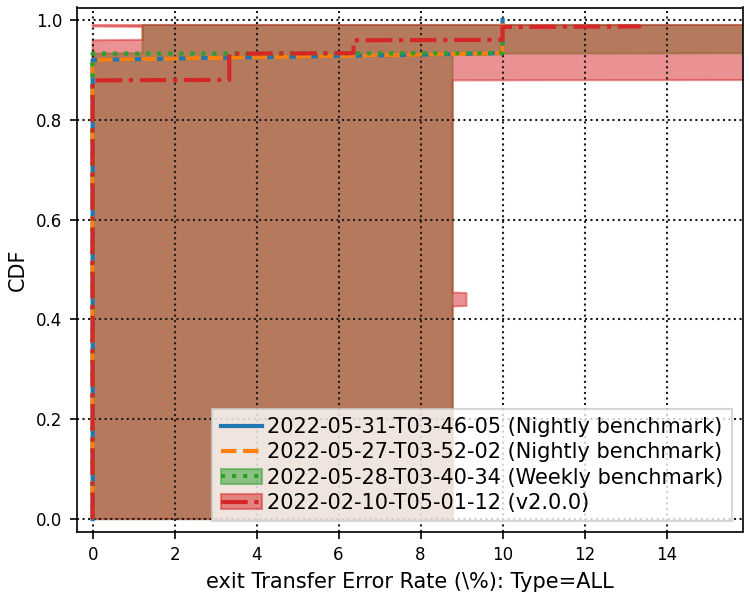 1.0
0.8
0.6
0.4
0.2
0.0
CDF
2022-05-31-T03-46-05 (Nightly benchmark)
2022-05-27-T03-52-02 (Nightly benchmark)
2022-05-28-T03-40-34 (Weekly benchmark)
2022-02-10-T05-01-12 (v2.0.0)
0 2 4 6 8 10 12 14
exit Transfer Error Rate (\%): Type=ALL